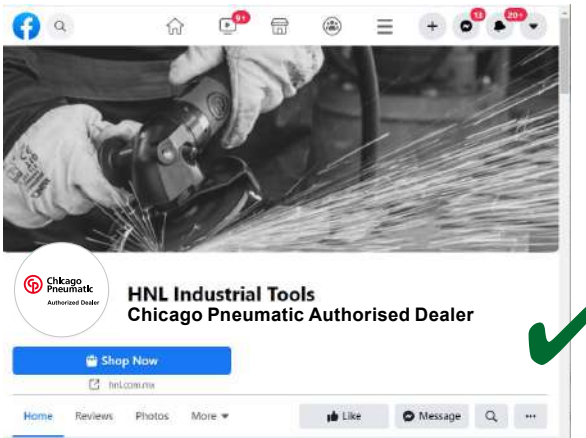 9+
13
20+
Chicago
Pneumatic
Authorized Dealer
HNL Industrial Tools
Chicago Pneumatic Authorised Dealer
Shop Now
hnl.com.mx
Home Reviews Photos More Like Message